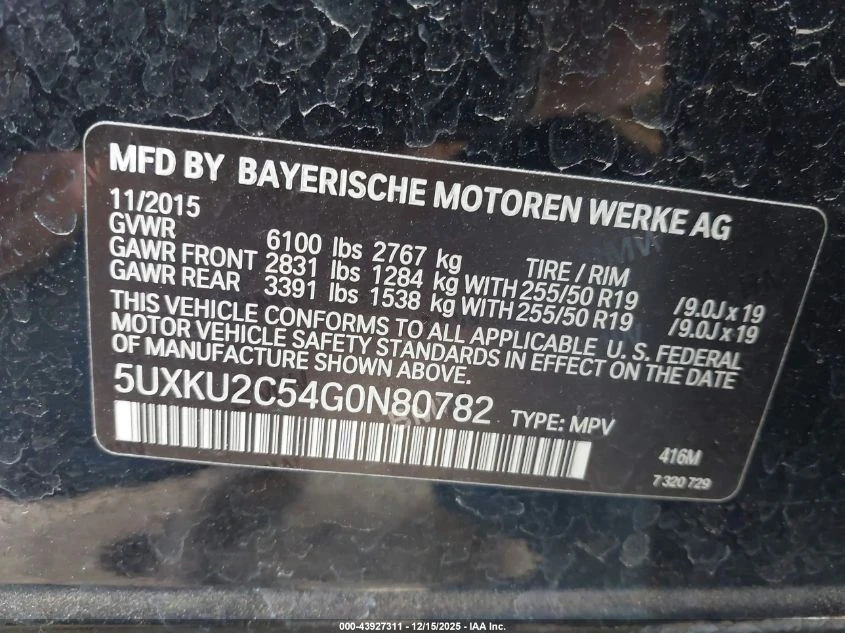 MFD BY BAYERISCHE MOTOREN WERKE AG
11/2015
GVWR 6100 lbs 2767 kg TIRE / RIM
GAWR FRONT 2831 lbs 1284 kg WITH 255/50 R19 /9.0J x 19
GAWR REAR 3391 lbs 1538 kg WITH 255/50 R19 /9.0J x 19
THIS VEHICLE CONFORMS TO ALL APPLICABLE U. S. FEDERAL
MOTOR VEHICLE SAFETY STANDARDS IN EFFECT ON THE DATE
OF MANUFACTURE SHOWN ABOVE.
5UXKU2C54G0N80782 TYPE: MPV
416M
7 320 729
000-43927311 - 12/15/2025 - IAA Inc.